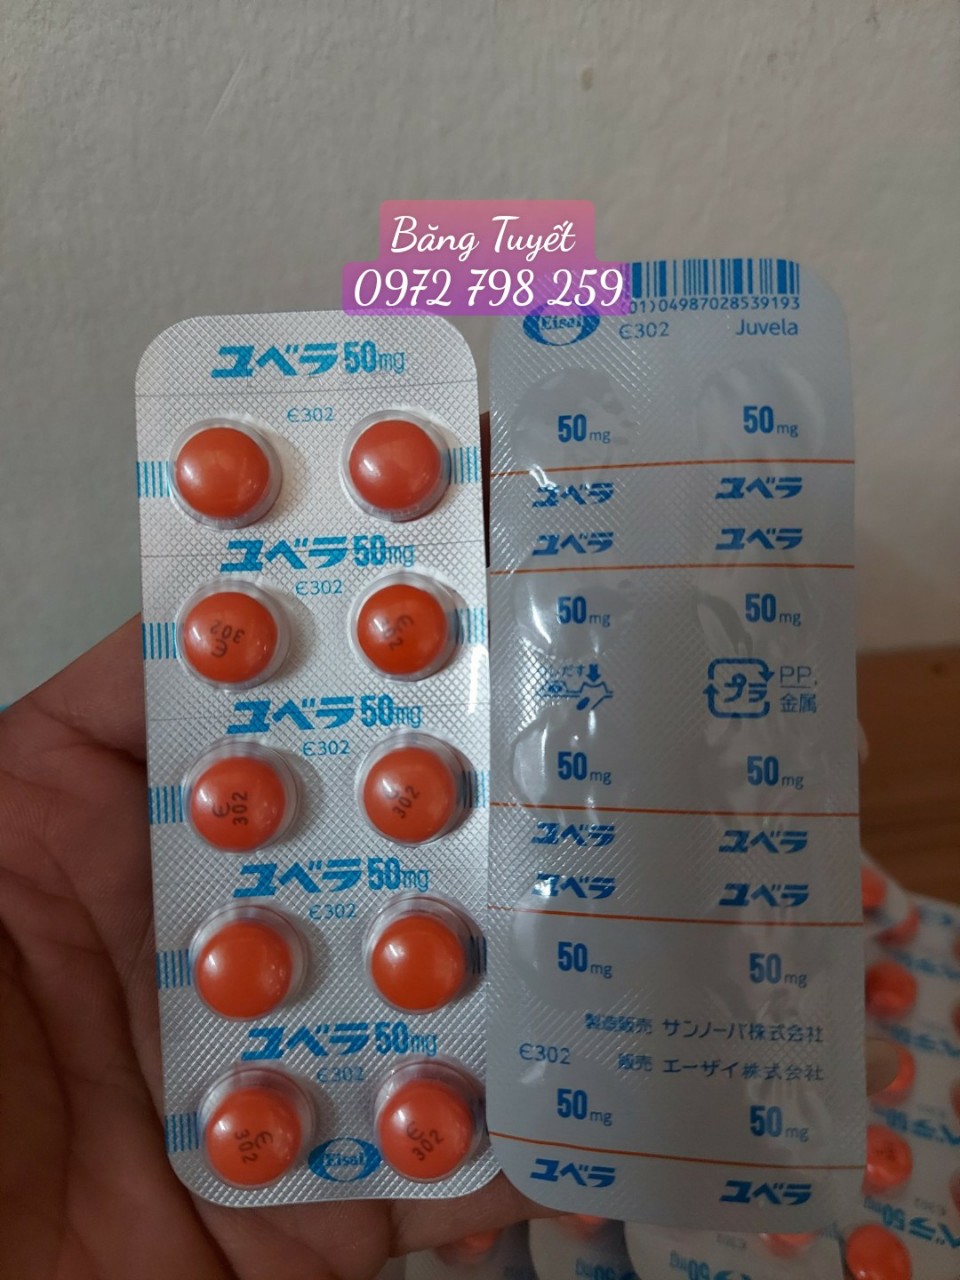 Băng Tuyết
0972 798 259
ユベラ50mg
Є302
ユベラ50mg
Є302
ユベラ50mg
Є302
ユベラ50mg
Є302
ユベラ50mg
Є302
Є302
Є302
Є302
Є302
Є302
Є302
Eisai
(01)04987028539193
Eisai Є302 Juvela
50mg 50mg
ユベラ ユベラ
ユベラ ユベラ
50mg 50mg
プラ PP,
金属
50mg 50mg
ユベラ ユベラ
ユベラ ユベラ
50mg 50mg
製造販売 サンノーバ株式会社
Є302 販売 エーザイ株式会社
50mg 50mg
ユベラ ユベラ